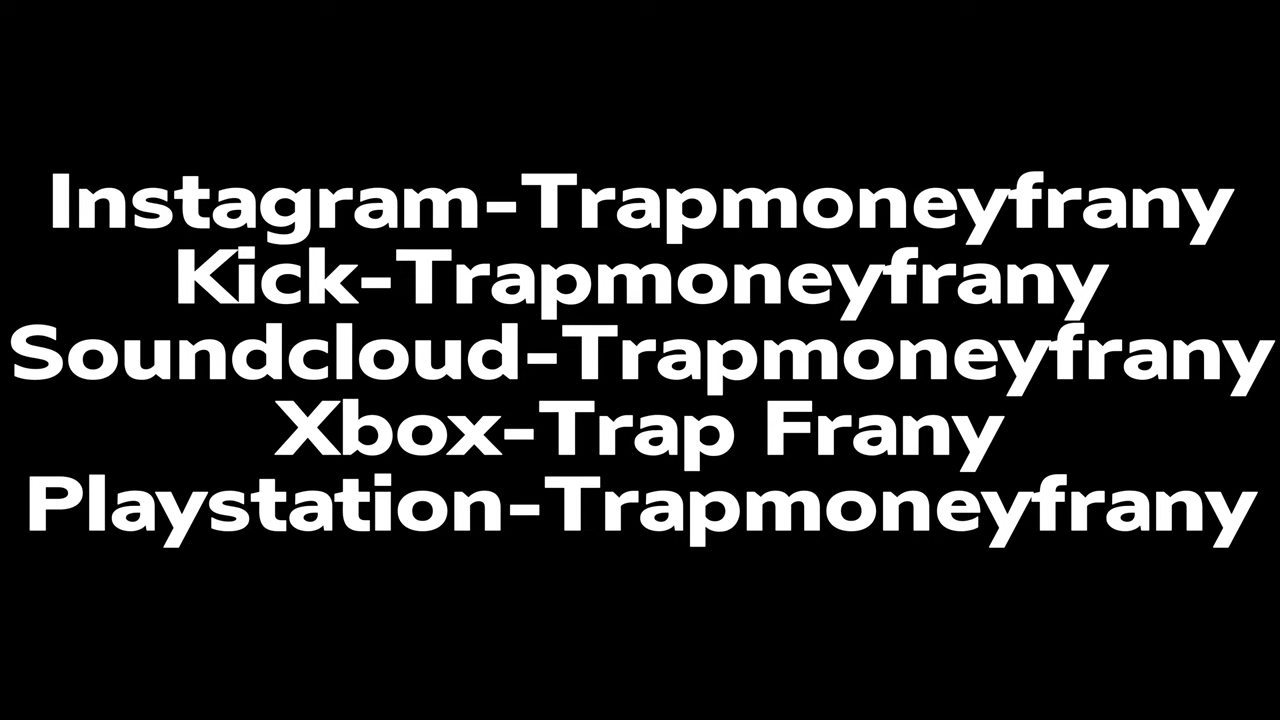 Instagram-Trapmoneyfrany
Kick-Trapmoneyfrany
Soundcloud-Trapmoneyfrany
Xbox-Trap Frany
Playstation-Trapmoneyfrany